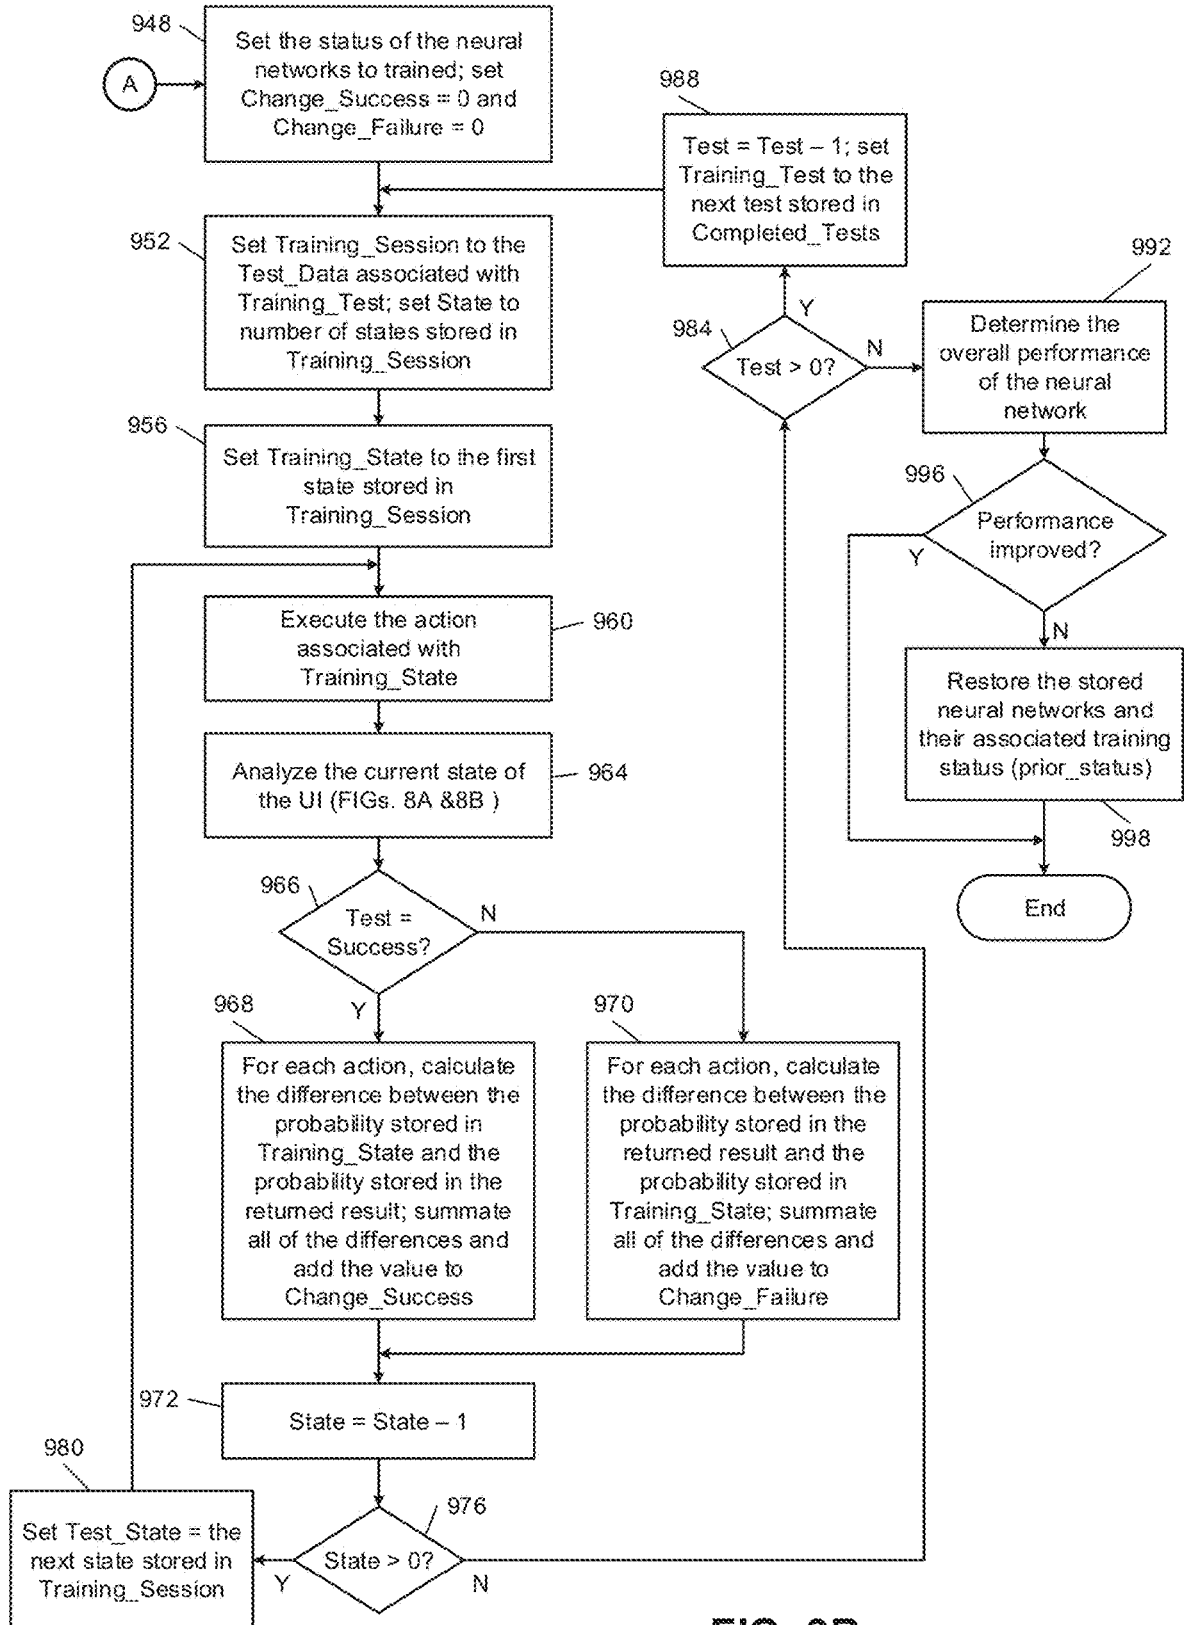 948
Set the status of the neural
networks to trained; set
Change_Success = 0 and
Change_Failure = 0
A
988
Test = Test – 1; set
Training_Test to the
next test stored in
Completed_Tests
952
Set Training_Session to the
Test_Data associated with
Training_Test; set State to
number of states stored in
Training_Session
984
Test > 0?
Y
N
992
Determine the
overall performance
of the neural
network
956
Set Training_State to the first
state stored in
Training_Session
996
Performance
improved?
Y
N
960
Execute the action
associated with
Training_State
Restore the stored
neural networks and
their associated training
status (prior_status)
998
964
Analyze the current state of
the UI (FIGs. 8A &8B )
End
966
Test =
Success?
N
Y
968
For each action, calculate
the difference between the
probability stored in
Training_State and the
probability stored in the
returned result; summate
all of the differences and
add the value to
Change_Success
970
For each action, calculate
the difference between the
probability stored in the
returned result and the
probability stored in
Training_State; summate
all of the differences and
add the value to
Change_Failure
972
State = State – 1
980
Set Test_State = the
next state stored in
Training_Session
976
State > 0?
Y
N